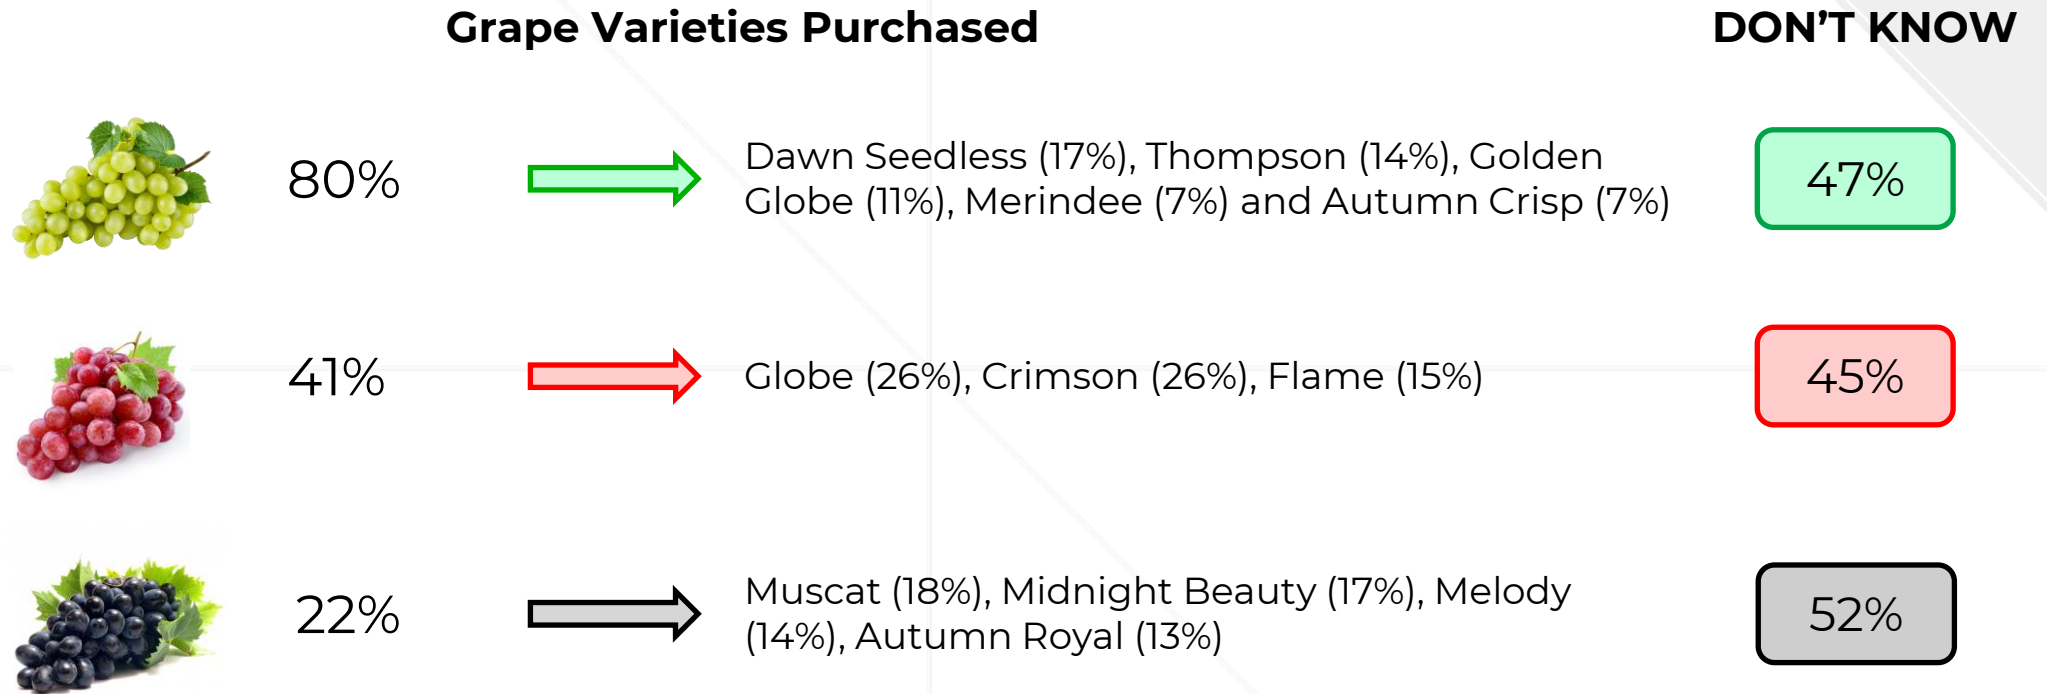 Grape Varieties Purchased
DON’T KNOW
80%
Dawn Seedless (17%), Thompson (14%), Golden
Globe (11%), Merindee (7%) and Autumn Crisp (7%)
47%
41%
Globe (26%), Crimson (26%), Flame (15%)
45%
22%
Muscat (18%), Midnight Beauty (17%), Melody
(14%), Autumn Royal (13%)
52%